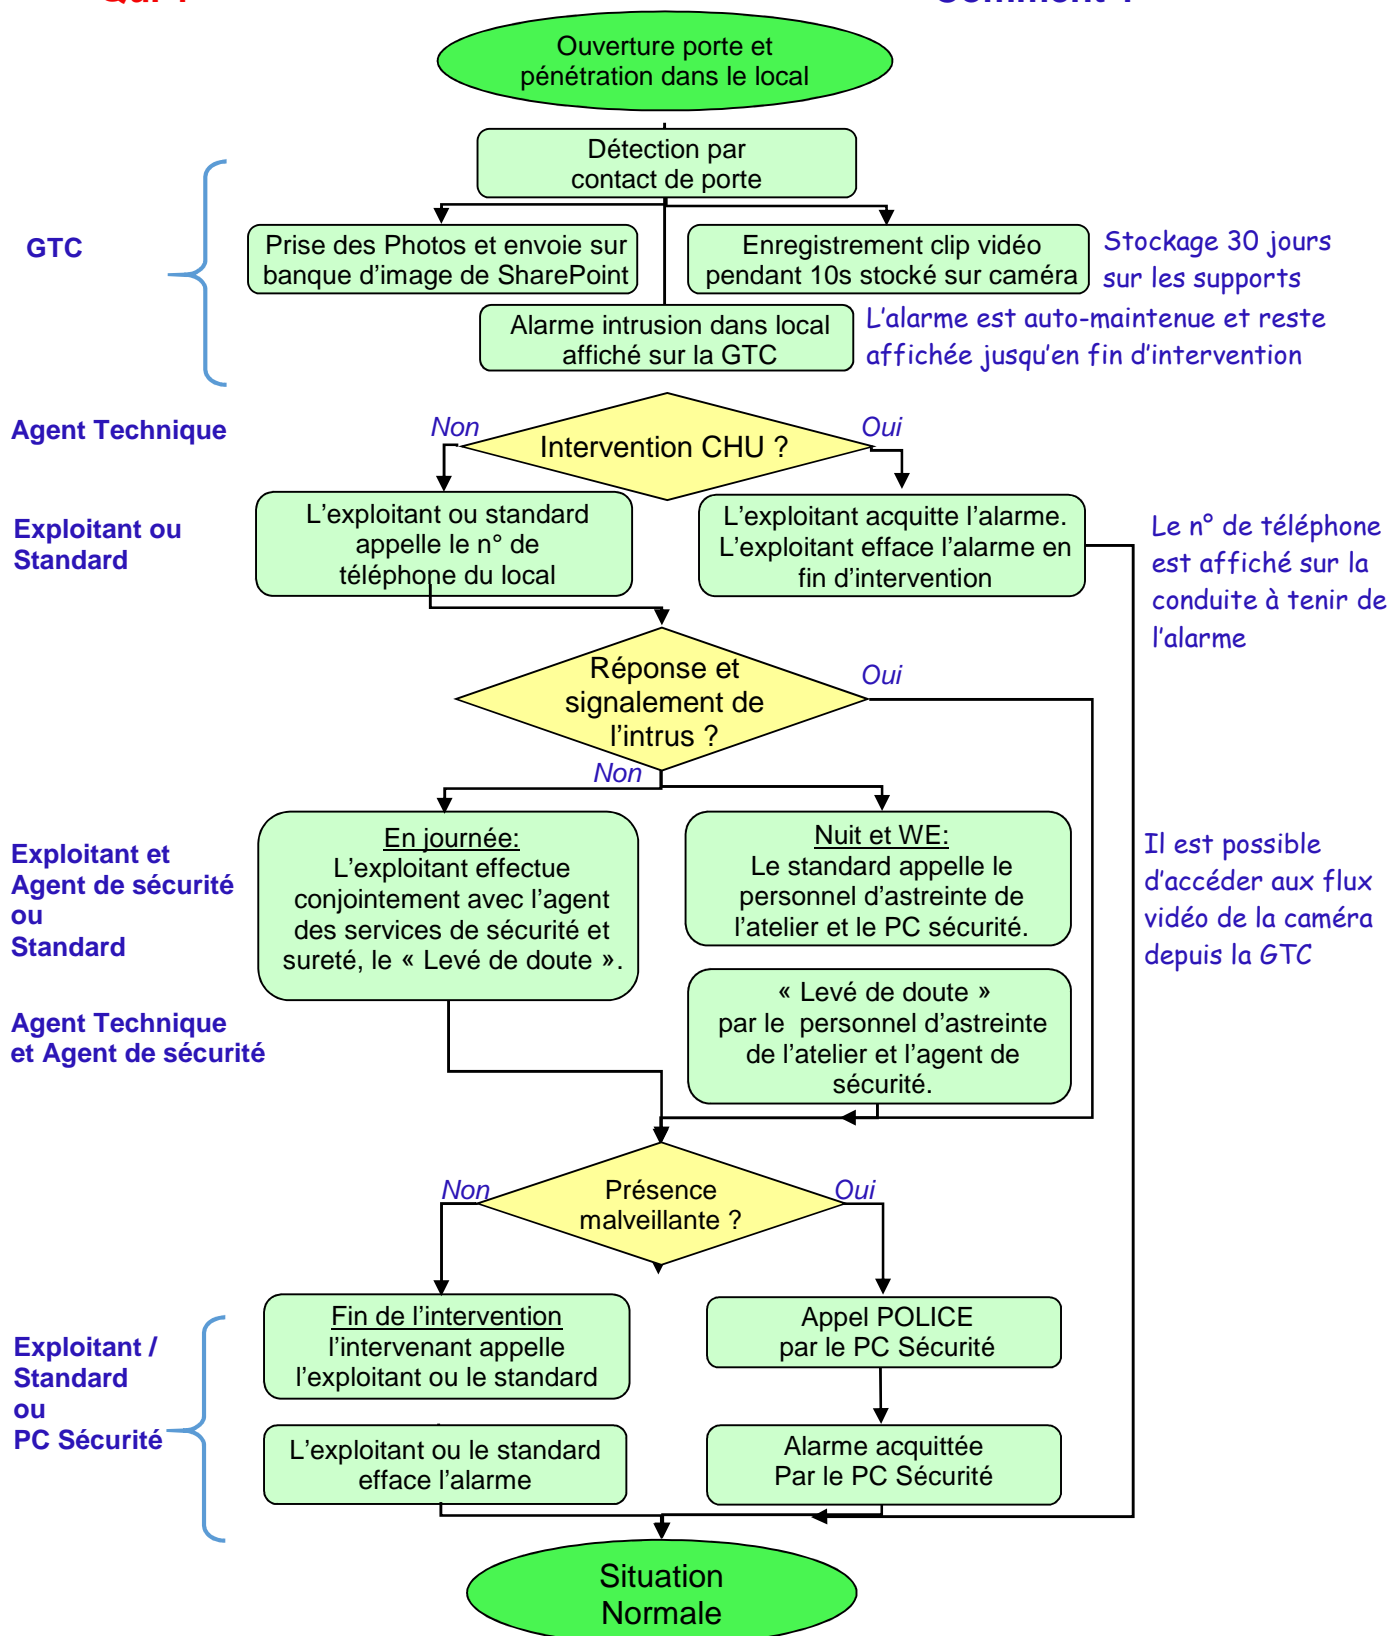 Qui ?
Comment ?
Ouverture porte et
pénétration dans le local
Détection par
contact de porte
GTC
Prise des Photos et envoie sur
banque d'image de SharePoint
Enregistrement clip vidéo
pendant 10s stocké sur caméra
Stockage 30 jours
sur les supports
Alarme intrusion dans local
affiché sur la GTC
L'alarme est auto-maintenue et reste
affichée jusqu'en fin d'intervention
Agent Technique
Non
Intervention CHU ?
Oui
Exploitant ou
Standard
L'exploitant ou standard
appelle le n° de
téléphone du local
L'exploitant acquitte l'alarme.
L'exploitant efface l'alarme en
fin d'intervention
Le n° de téléphone
est affiché sur la
conduite à tenir de
l'alarme
Réponse et
signalement de
l'intrus ?
Oui
Non
Exploitant et
Agent de sécurité
ou
Standard
En journée:
L'exploitant effectue
conjointement avec l'agent
des services de sécurité et
sureté, le « Levé de doute ».
Nuit et WE:
Le standard appelle le
personnel d'astreinte de
l'atelier et le PC sécurité.
Il est possible
d'accéder aux flux
vidéo de la caméra
depuis la GTC
Agent Technique
et Agent de sécurité
« Levé de doute »
par le personnel d'astreinte
de l'atelier et l'agent de
sécurité.
Non
Présence
malveillante ?
Oui
Exploitant /
Standard
ou
PC Sécurité
Fin de l'intervention
l'intervenant appelle
l'exploitant ou le standard
Appel POLICE
par le PC Sécurité
L'exploitant ou le standard
efface l'alarme
Alarme acquittée
Par le PC Sécurité
Situation
Normale